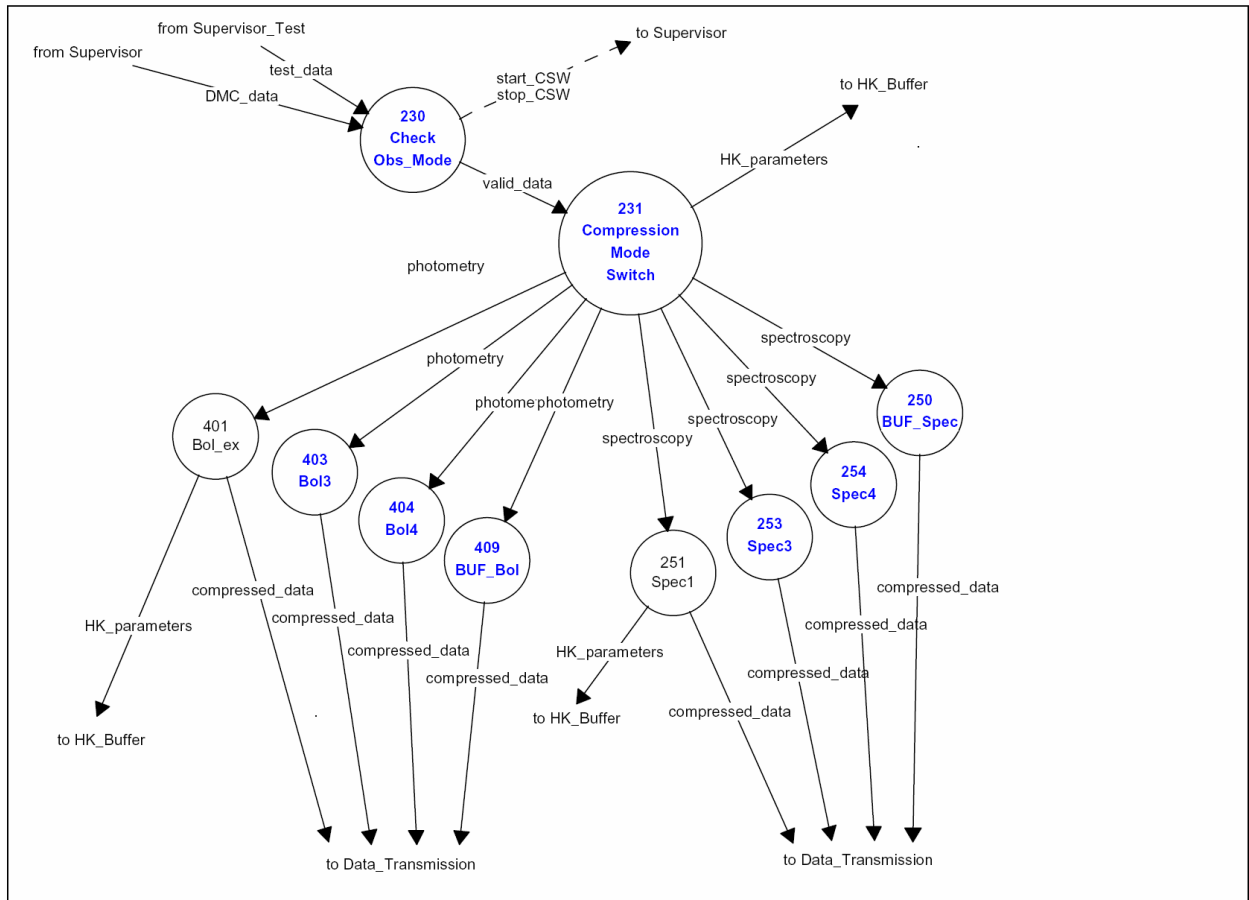 from Supervisor_Test
from Supervisor
to Supervisor
test_data
start_CSW
stop_CSW
DMC_data
to HK_Buffer
230
Check
Obs_Mode
HK_parameters
valid_data
231
Compression
Mode
Switch
photometry
spectroscopy
photometry
spectroscopy
photome
photometry
spectroscopy
spectroscopy
250
BUF_Spec
401
Bol_ex
403
Bol3
254
Spec4
404
Bol4
253
Spec3
409
BUF_Bol
251
Spec1
compressed_data
compressed_data
compressed_data
compressed_data
HK_parameters
compressed_data
HK_parameters
compressed_data
compressed_data
compressed_data
to HK_Buffer
to HK_Buffer
to Data_Transmission
to Data_Transmission